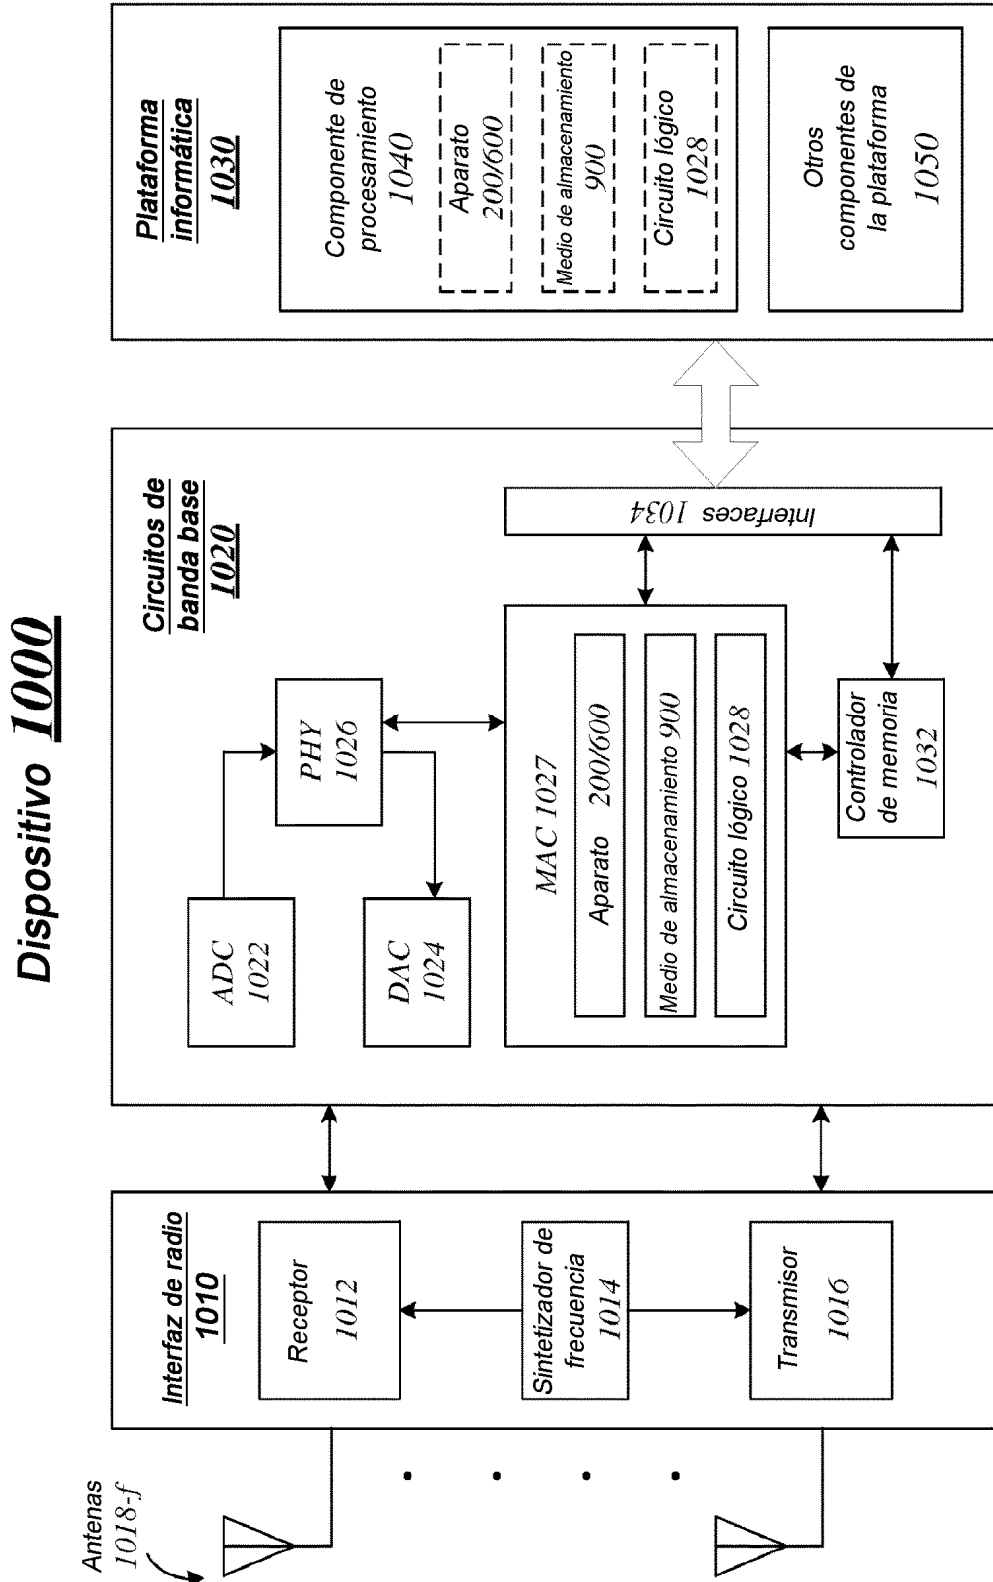 Dispositivo 1000
Antenas
1018-f
Interfaz de radio
1010
Receptor
1012
Sintetizador de
frecuencia
1014
Transmisor
1016
Circuitos de
banda base
1020
ADC
1022
DAC
1024
PHY
1026
MAC 1027
Aparato 200/600
Medio de almacenamiento 900
Circuito lógico 1028
Controlador
de memoria
1032
Interfaces 1034
Plataforma
informática
1030
Componente de
procesamiento
1040
Aparato
200/600
Medio de almacenamiento
900
Circuito lógico
1028
Otros
componentes de
la plataforma
1050